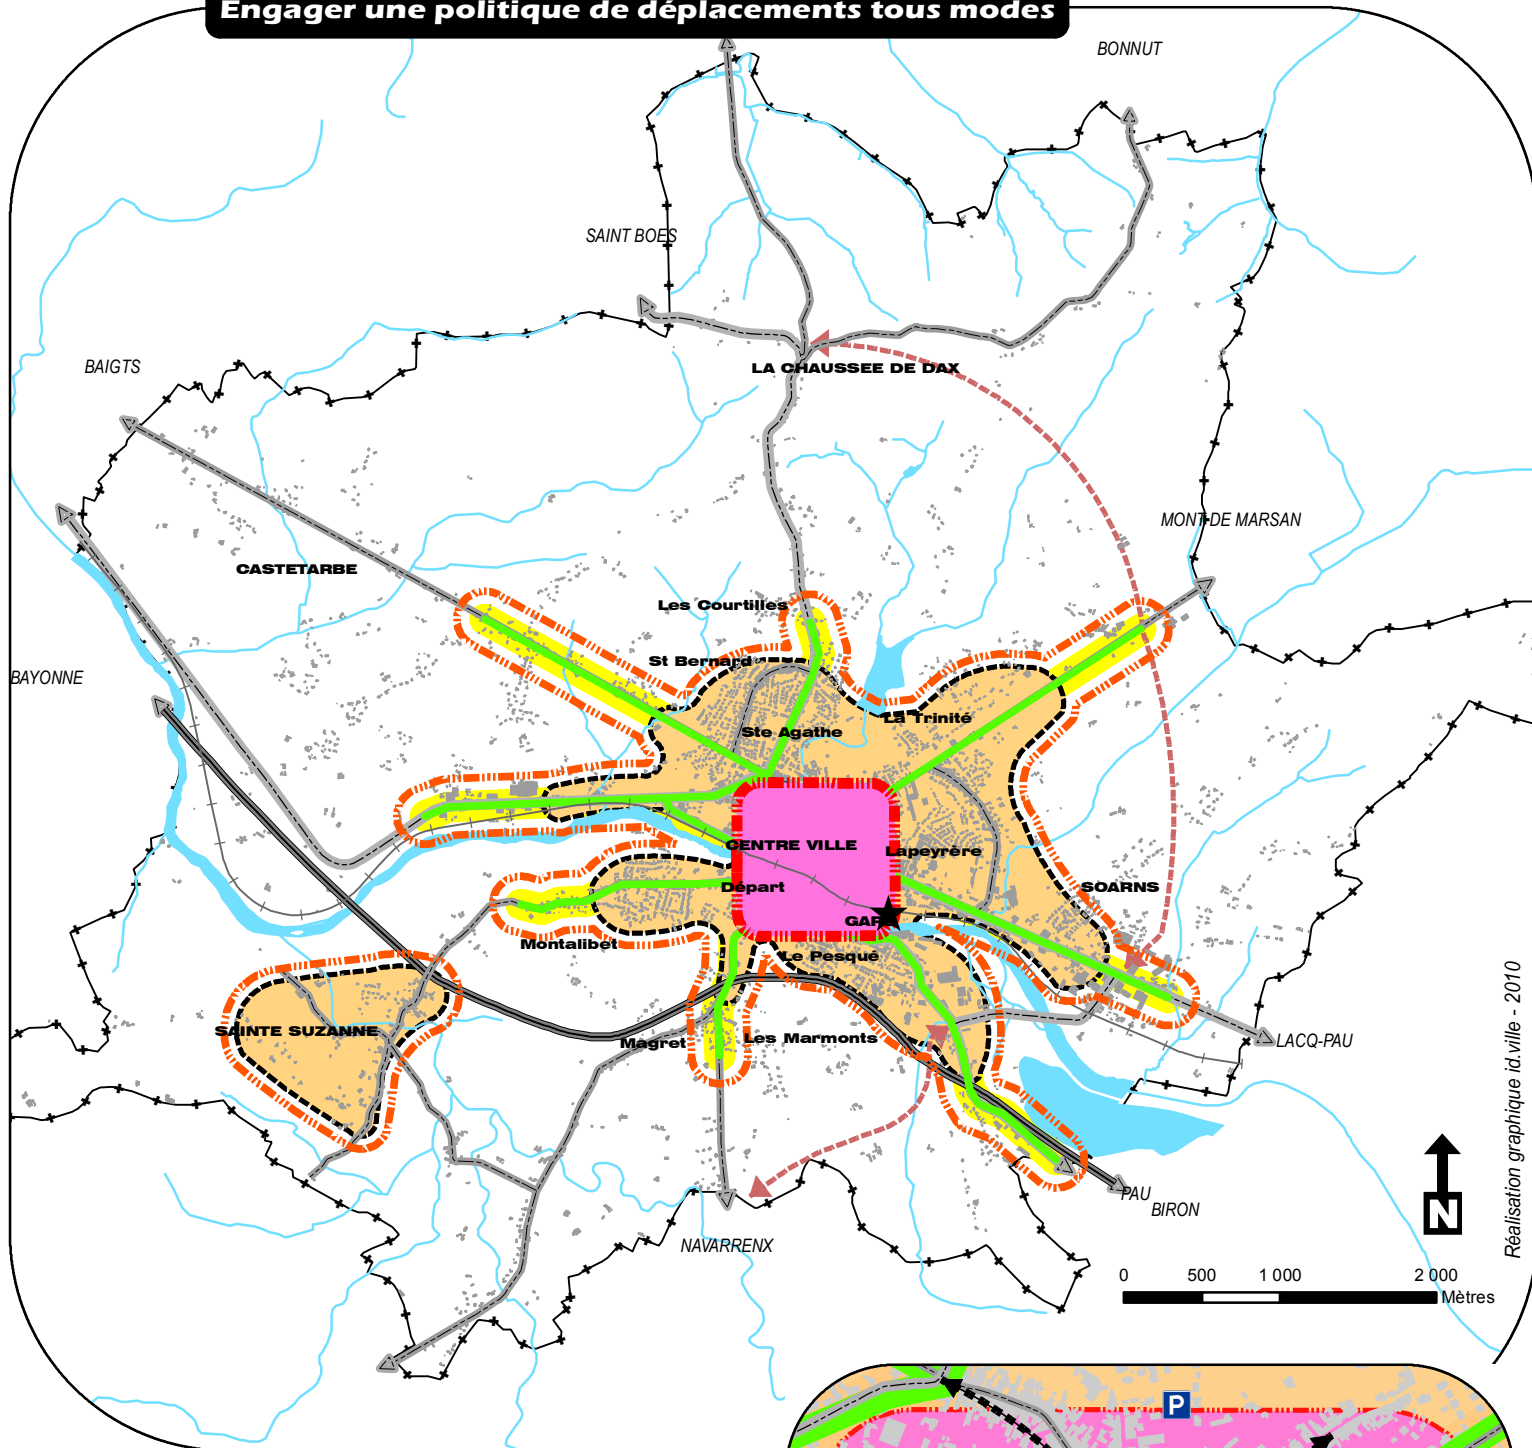 Engager une politique de déplacements tous modes
BONNUT
SAINT BOES
BAIGTS
LA CHAUSSEE DE DAX
MONT DE MARSAN
CASTETARBE
Les Courtilles
St Bernard
BAYONNE
La Trinité
Ste Agathe
CENTRE VILLE
Lapeyrère
Départ
SOARNS
GARE
Montalibet
Le Pesqué
SAINTE SUZANNE
Magret
Les Marmonts
LACQ-PAU
PAU
BIRON
NAVARRENX
N
0 500 1 000 2 000
Mètres
Réalisation graphique id.ville - 2010
P